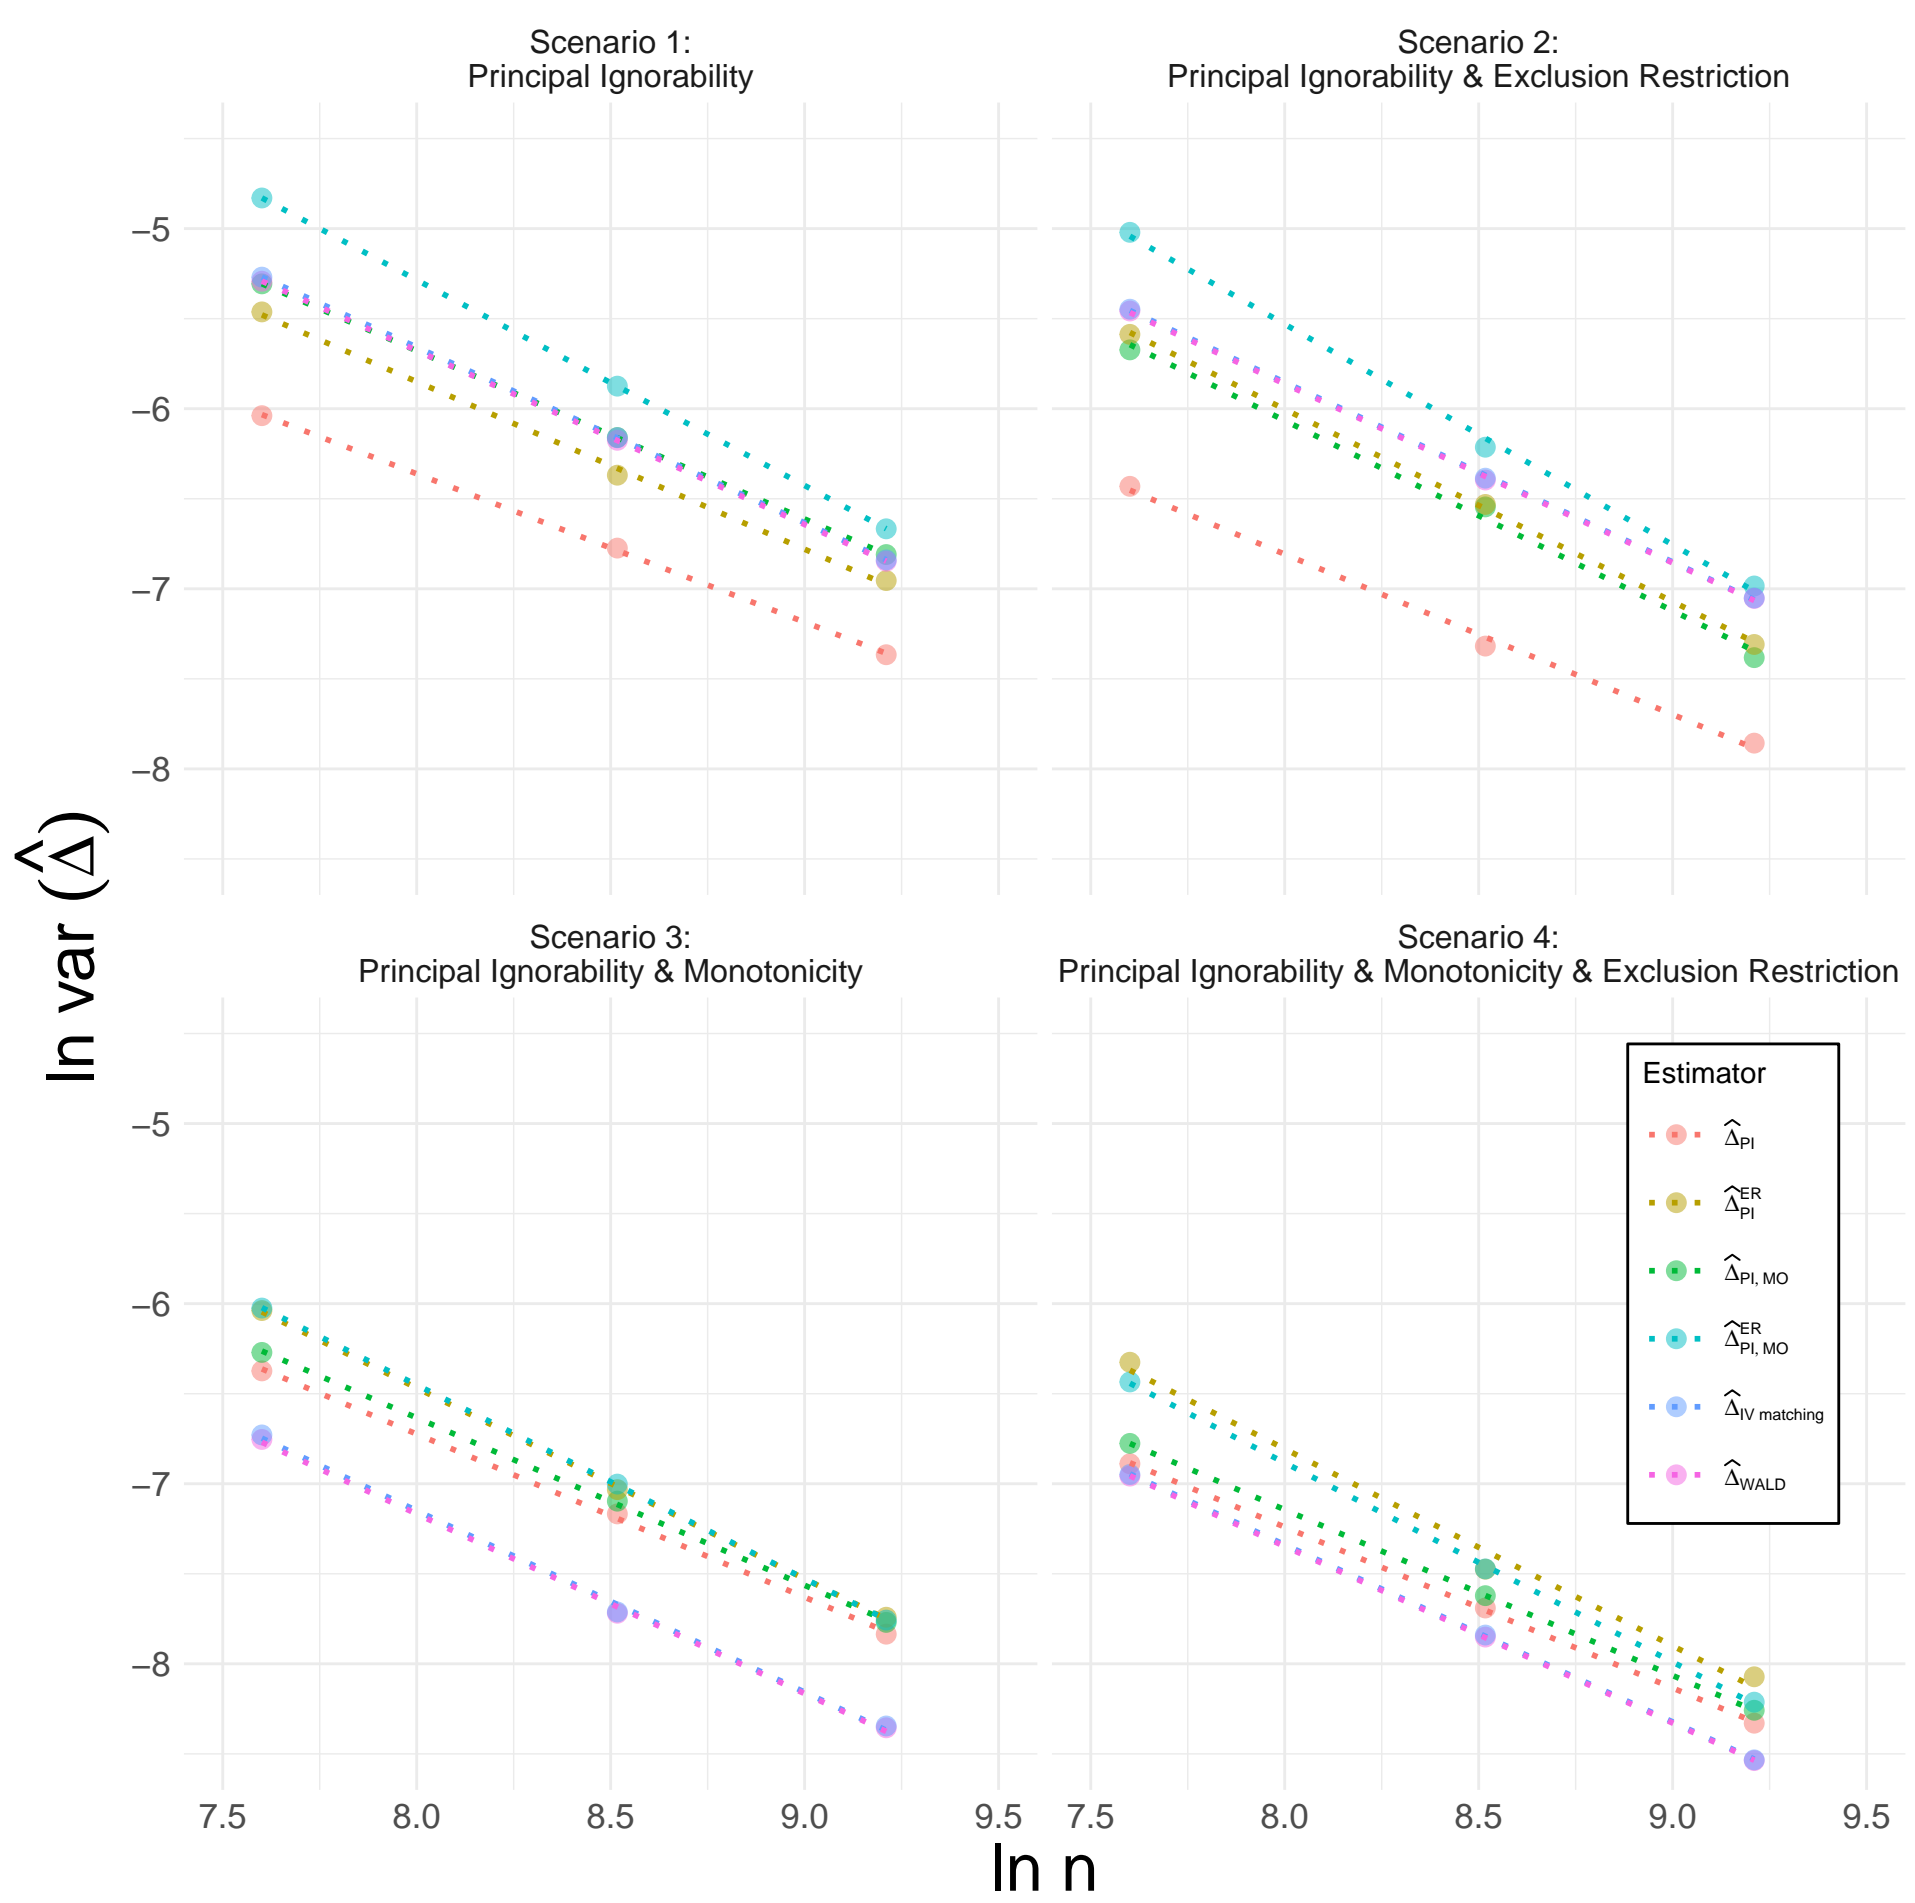 Scenario 1:
Principal Ignorability
Scenario 2:
Principal Ignorability & Exclusion Restriction
−5
−6
−7
−8
ln var (Δ̂)
Scenario 3:
Principal Ignorability & Monotonicity
Scenario 4:
Principal Ignorability & Monotonicity & Exclusion Restriction
−5
−6
−7
−8
Estimator
Δ̂PI
Δ̂ERPI
Δ̂PI, MO
Δ̂ERPI, MO
Δ̂IV matching
Δ̂WALD
7.5 8.0 8.5 9.0 9.5 7.5 8.0 8.5 9.0 9.5
ln n